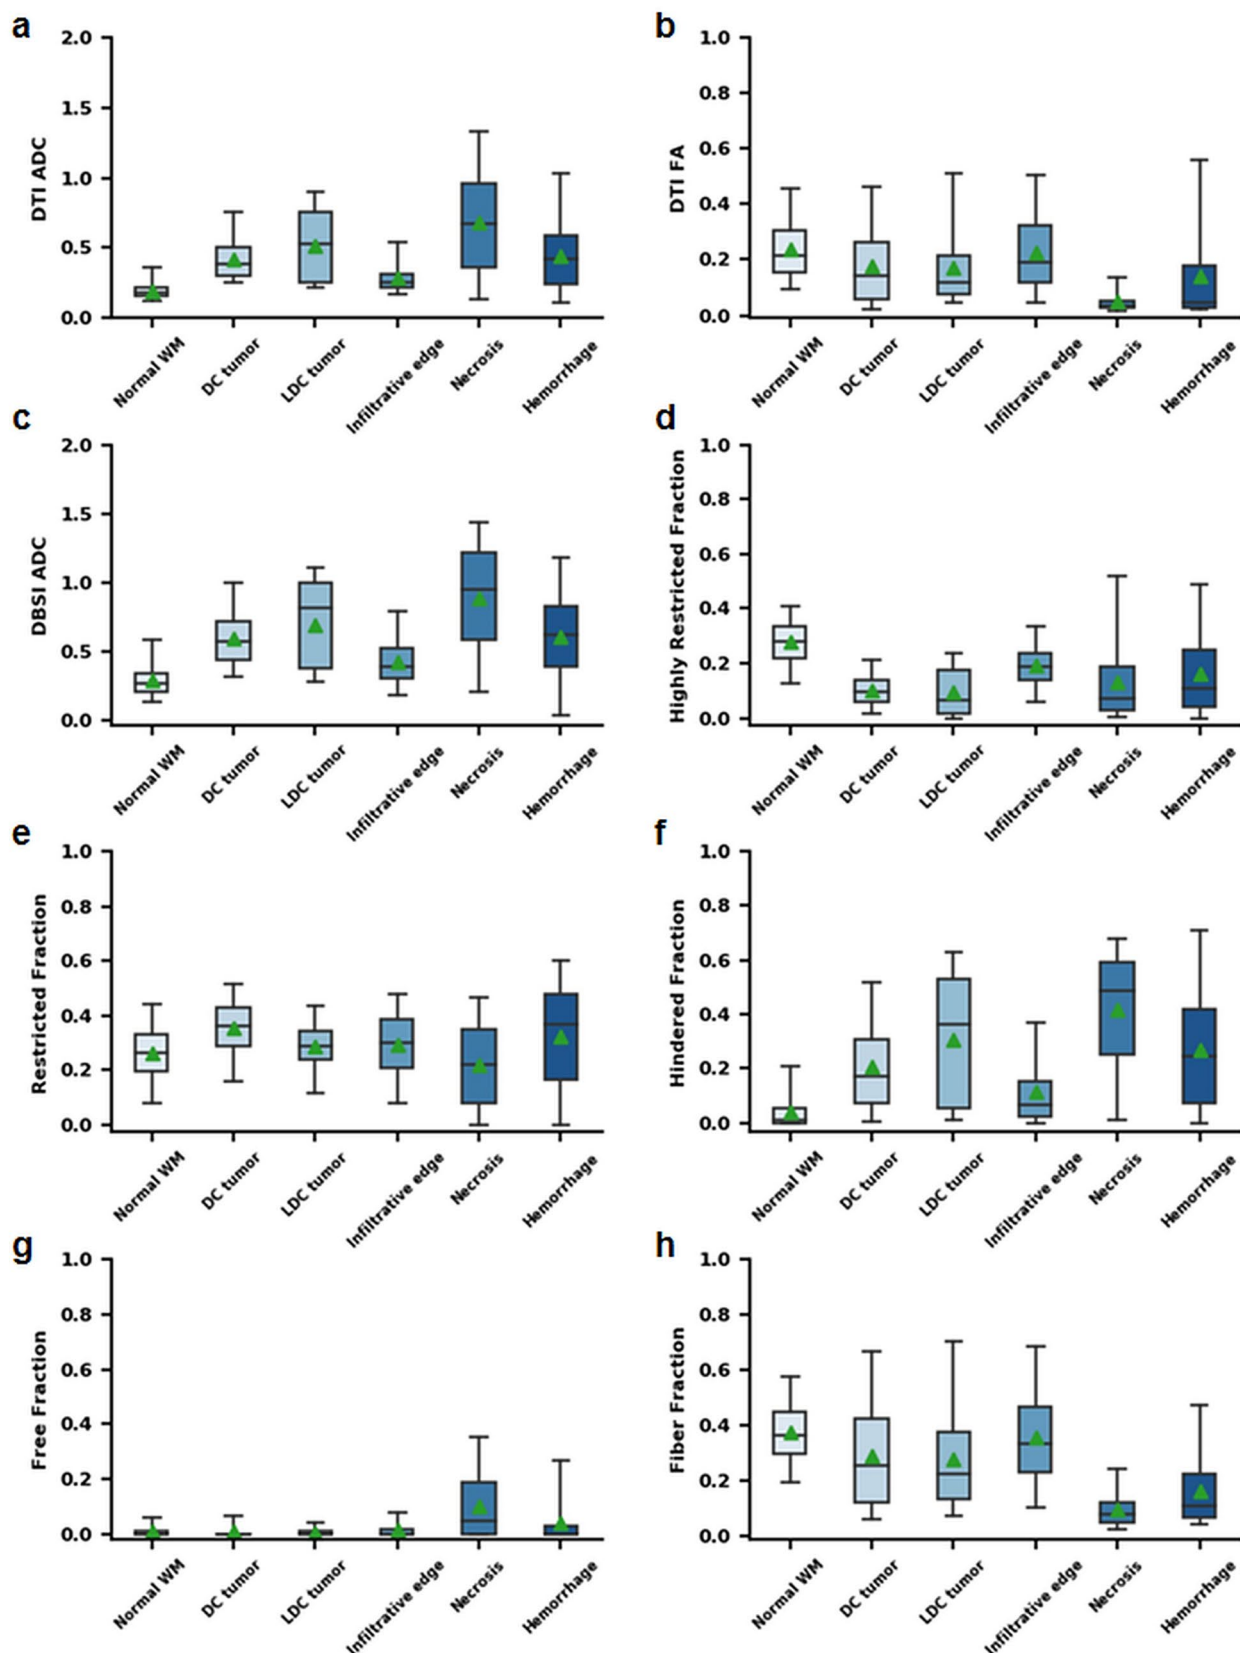 a
2.0
1.5
1.0
0.5
0.0
DTI ADC
Normal WM
DC tumor
LDC tumor
Infiltrative edge
Necrosis
Hemorrhage
b
1.0
0.8
0.6
0.4
0.2
0.0
DTI FA
Normal WM
DC tumor
LDC tumor
Infiltrative edge
Necrosis
Hemorrhage
c
2.0
1.5
1.0
0.5
0.0
DBSI ADC
Normal WM
DC tumor
LDC tumor
Infiltrative edge
Necrosis
Hemorrhage
d
1.0
0.8
0.6
0.4
0.2
0.0
Highly Restricted Fraction
Normal WM
DC tumor
LDC tumor
Infiltrative edge
Necrosis
Hemorrhage
e
1.0
0.8
0.6
0.4
0.2
0.0
Restricted Fraction
Normal WM
DC tumor
LDC tumor
Infiltrative edge
Necrosis
Hemorrhage
f
1.0
0.8
0.6
0.4
0.2
0.0
Hindered Fraction
Normal WM
DC tumor
LDC tumor
Infiltrative edge
Necrosis
Hemorrhage
g
1.0
0.8
0.6
0.4
0.2
0.0
Free Fraction
Normal WM
DC tumor
LDC tumor
Infiltrative edge
Necrosis
Hemorrhage
h
1.0
0.8
0.6
0.4
0.2
0.0
Fiber Fraction
Normal WM
DC tumor
LDC tumor
Infiltrative edge
Necrosis
Hemorrhage